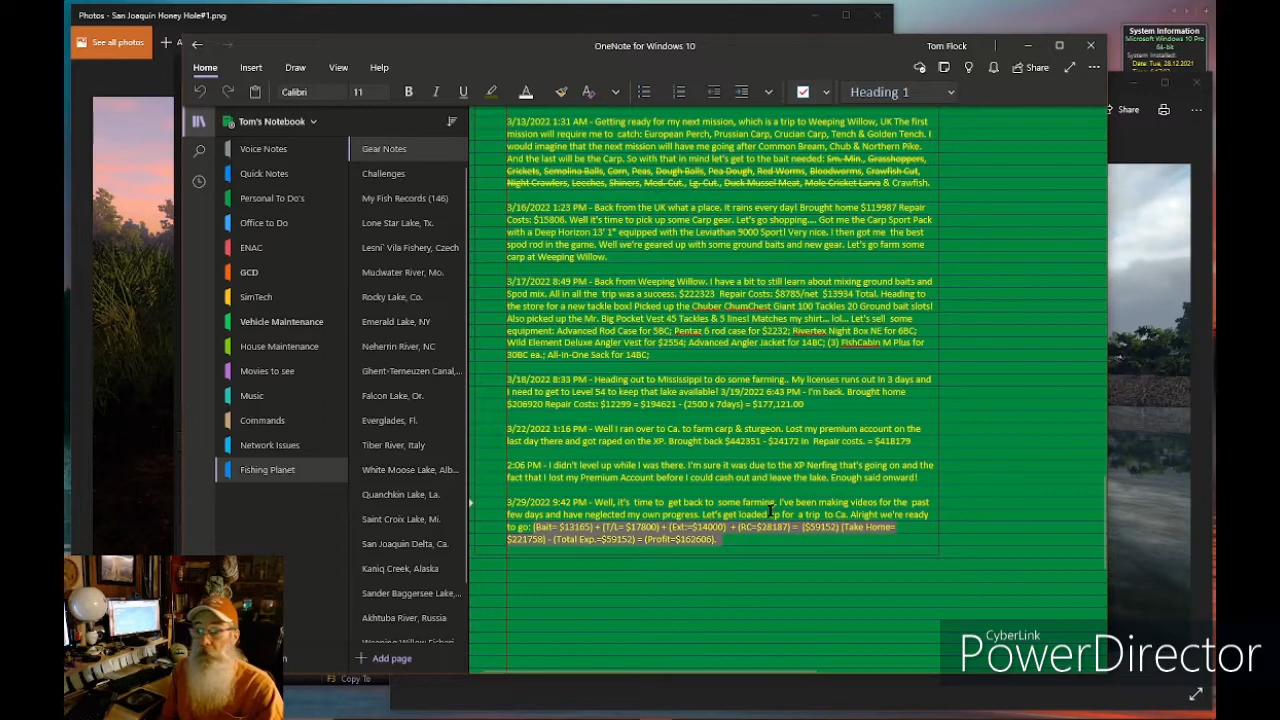 Photos - San Joaquin Honey Hole#1.png
See all photos
A
System Information
Microsoft Windows 10 Pro
64-bit
System Installed:
Date: Tue, 28.12.2021
OneNote for Windows 10
Tom Flock
Home Insert Draw View Help
Share
Share
Calibri 11 B I U A Heading 1
Tom's Notebook
Voice Notes
Quick Notes
Personal To Do's
Office to Do
ENAC
GCD
SimTech
Vehicle Maintenance
House Maintenance
Movies to see
Music
Commands
Network Issues
Fishing Planet
Gear Notes
Challenges
My Fish Records (146)
Lone Star Lake, Tx.
Lesni` Vila Fishery, Czech
Mudwater River, Mo.
Rocky Lake, Co.
Emerald Lake, NY
Neherrin River, NC
Ghent-Terneuzen Canal,...
Falcon Lake, Or.
Everglades, Fl.
Tiber River, Italy
White Moose Lake, Alb...
Quanchkin Lake, La.
Saint Croix Lake, Mi.
San Joaquin Delta, Ca.
Kaniq Creek, Alaska
Sander Baggersee Lake,...
Akhtuba River, Russia
Add page
3/13/2022 1:31 AM - Getting ready for my next mission, which is a trip to Weeping Willow, UK The first
mission will require me to catch: European Perch, Prussian Carp, Crucian Carp, Tench & Golden Tench. I
would imagine that the next mission will have me going after Common Bream, Chub & Northern Pike.
And the last will be the Carp. So with that in mind let's get to the bait needed: Sm. Min., Grasshoppers,
Crickets, Semolina Balls, Corn, Peas, Dough Balls, Pea Dough, Red Worms, Bloodworms, Crawfish Cut,
Night Crawlers, Leeches, Shiners, Med. Cut., Lg. Cut., Duck Mussel Meat, Mole Cricket Larva & Crawfish.
3/16/2022 1:23 PM - Back from the UK what a place. It rains every day! Brought home $119987 Repair
Costs: $15806. Well it's time to pick up some Carp gear. Let's go shopping.... Got me the Carp Sport Pack
with a Deep Horizon 13' 1" equipped with the Leviathan 9000 Sport! Very nice. I then got me the best
spod rod in the game. Well we're geared up with some ground baits and new gear. Let's go farm some
carp at Weeping Willow.
3/17/2022 8:49 PM - Back from Weeping Willow. I have a bit to still learn about mixing ground baits and
Spod mix. All in all the trip was a success. $222323 Repair Costs: $8785/net $13934 Total. Heading to
the store for a new tackle box! Picked up the Chuber ChumChest Giant 100 Tackles 20 Ground bait slots!
Also picked up the Mr. Big Pocket Vest 45 Tackles & 5 lines! Matches my shirt... lol... Let's sell some
equipment: Advanced Rod Case for 5BC; Pentaz 6 rod case for $2232; Rivertex Night Box NE for 6BC;
Wild Element Deluxe Angler Vest for $2554; Advanced Angler Jacket for 14BC; (3) FishCabin M Plus for
30BC ea.; All-in-One Sack for 14BC;
3/18/2022 8:33 PM - Heading out to Mississippi to do some farming.. My licenses runs out in 3 days and
I need to get to Level 54 to keep that lake available! 3/19/2022 6:43 PM - I'm back. Brought home
$206920 Repair Costs: $12299 = $194621 - (2500 x 7days) = $177,121.00
3/22/2022 1:16 PM - Well I ran over to Ca. to farm carp & sturgeon. Lost my premium account on the
last day there and got raped on the XP. Brought back $442351 - $24172 in Repair costs. = $418179
2:06 PM - I didn't level up while I was there. I'm sure it was due to the XP Nerfing that's going on and the
fact that I lost my Premium Account before I could cash out and leave the lake. Enough said onward!
3/29/2022 9:42 PM - Well, it's time to get back to some farming. I've been making videos for the past
few days and have neglected my own progress. Let's get loaded up for a trip to Ca. Alright we're ready
to go: (Bait= $13165) + (T/L= $17800) + (Ext:=$14000) + (RC=$28187) = ($59152) (Take Home=
$221758) - (Total Exp.=$59152) = (Profit=$162606).
F3 Copy To
CyberLink
PowerDirector